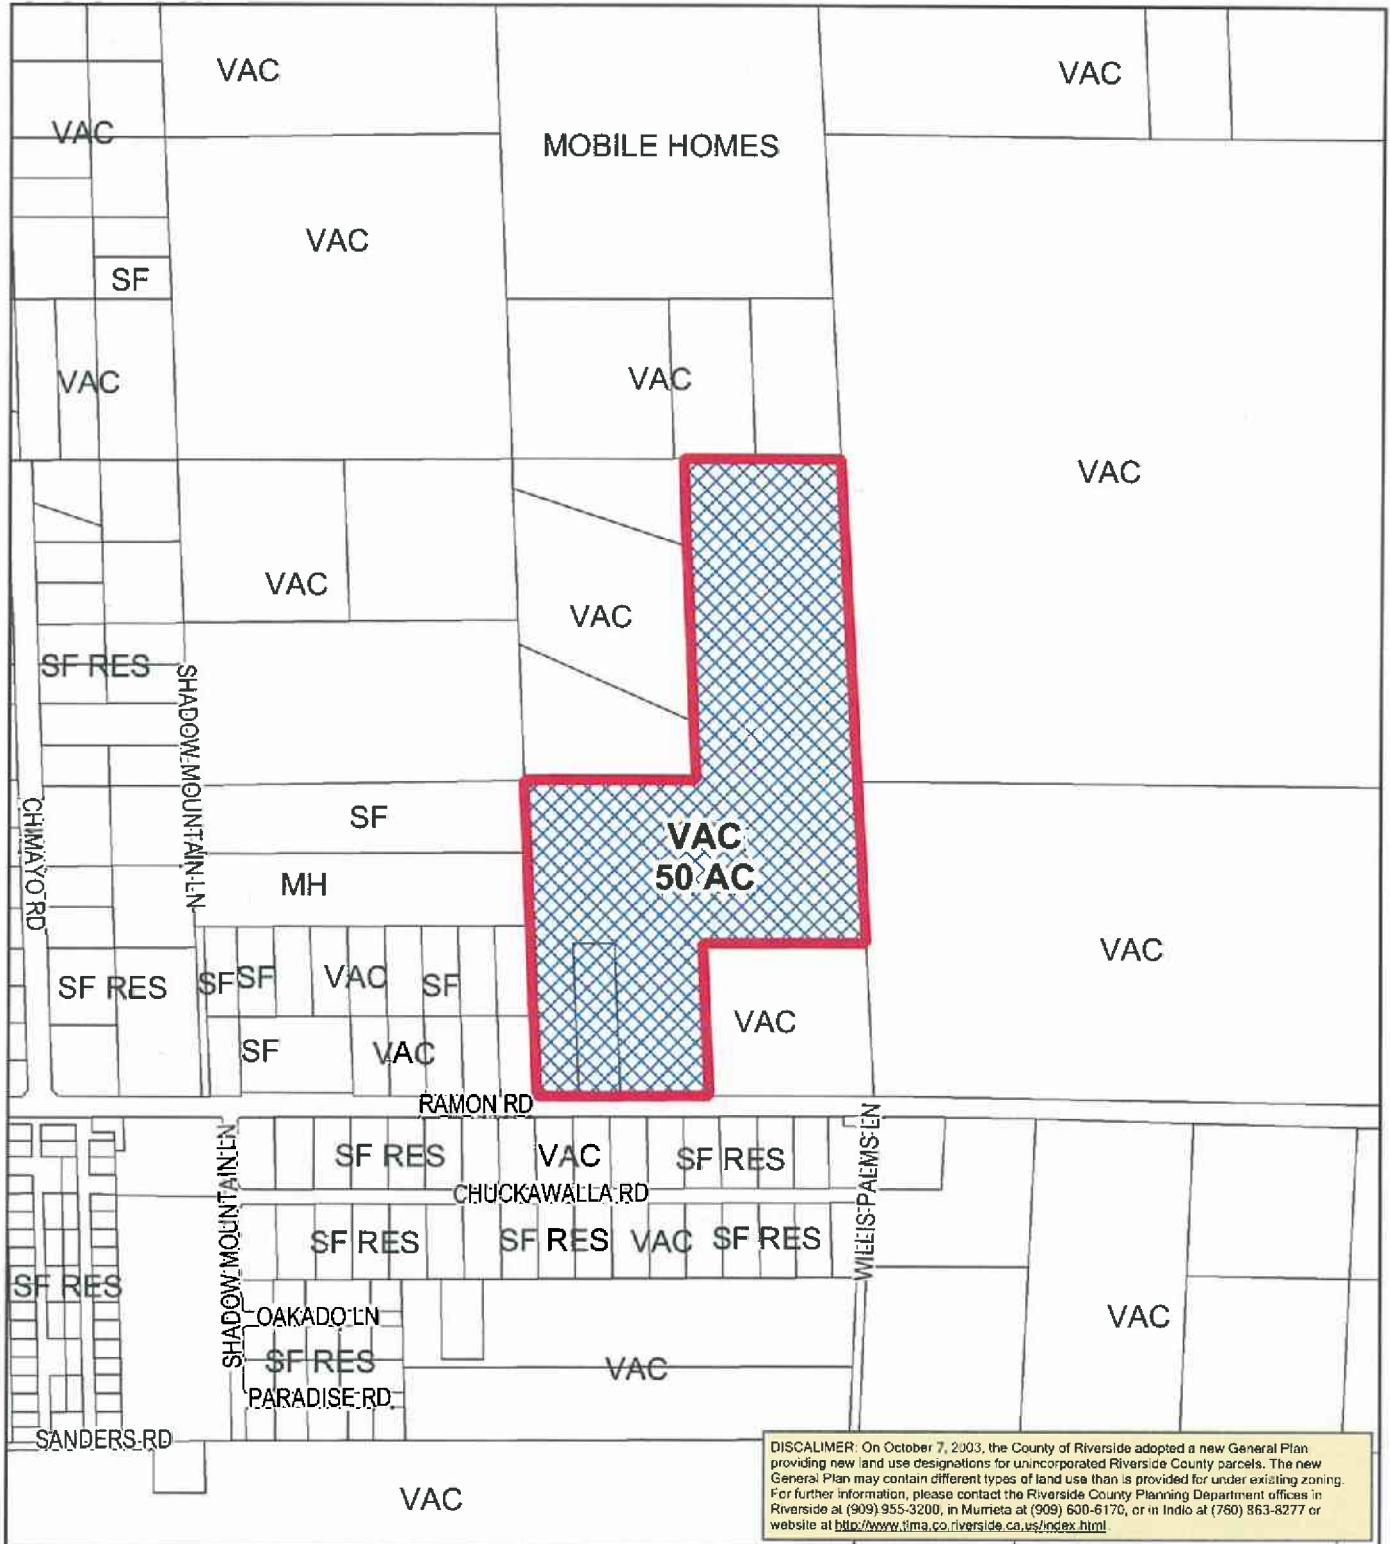 VAC
VAC
VAC
MOBILE HOMES
VAC
SF
VAC
VAC
VAC
VAC
VAC
SF RES
SHADOW MOUNTAIN LN
CHIMAYO RD
SF
VAC
50 AC
MH
VAC
SF RES
SF
SF
VAC
SF
VAC
SF
VAC
RAMON RD
SHADOW MOUNTAIN LN
SF RES
VAC
SF RES
WILLIS PALMS LN
CHUCKAWALLA RD
SF RES
SF RES
VAC
SF RES
SF RES
OAKADO LN
VAC
SF RES
VAC
PARADISE RD
SANDERS RD
VAC
DISCALIMER: On October 7, 2003, the County of Riverside adopted a new General Plan
providing new land use designations for unincorporated Riverside County parcels. The new
General Plan may contain different types of land use than is provided for under existing zoning.
For further information, please contact the Riverside County Planning Department offices in
Riverside at (909) 955-3200, in Murrieta at (909) 600-6170, or in Indio at (760) 863-8277 or
website at http://www.tlma.co.riverside.ca.us/index.html